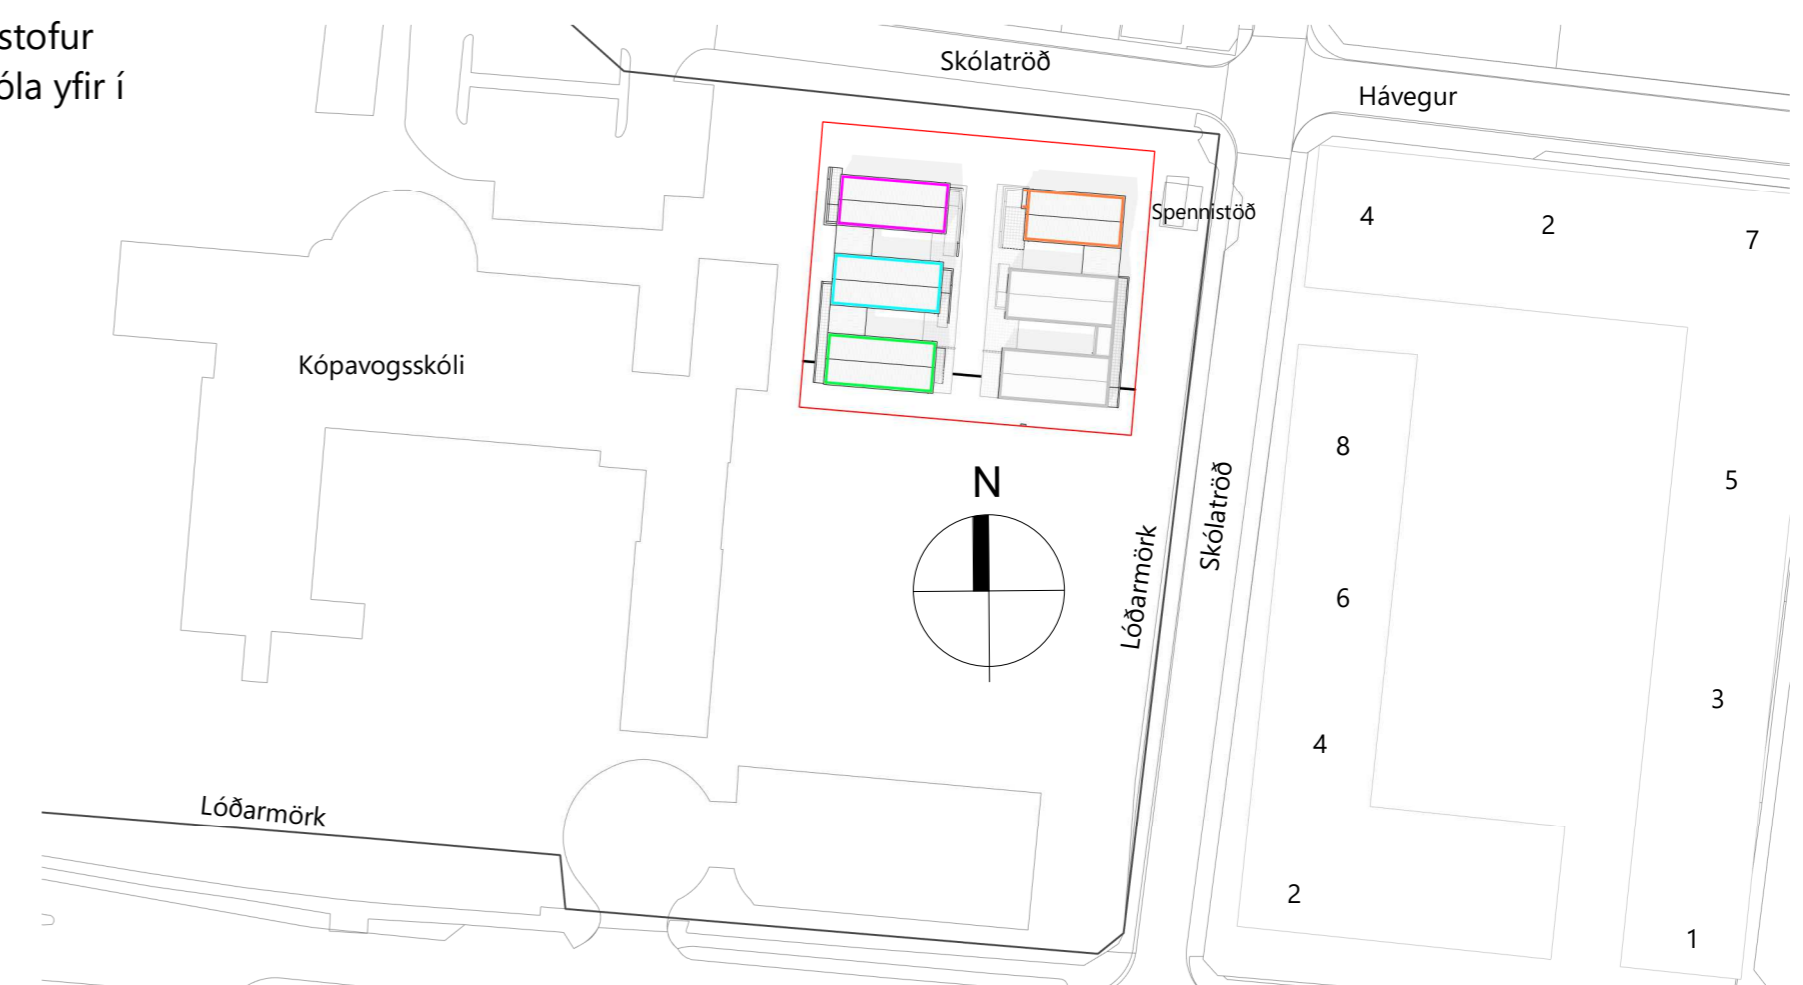 stofur
óla yfir í
Skólatröð
Hávegur
Spennistöð
4
2
7
Kópavogsskóli
8
5
N
Skólatröð
Lóðarmörk
6
3
4
Lóðarmörk
2
1